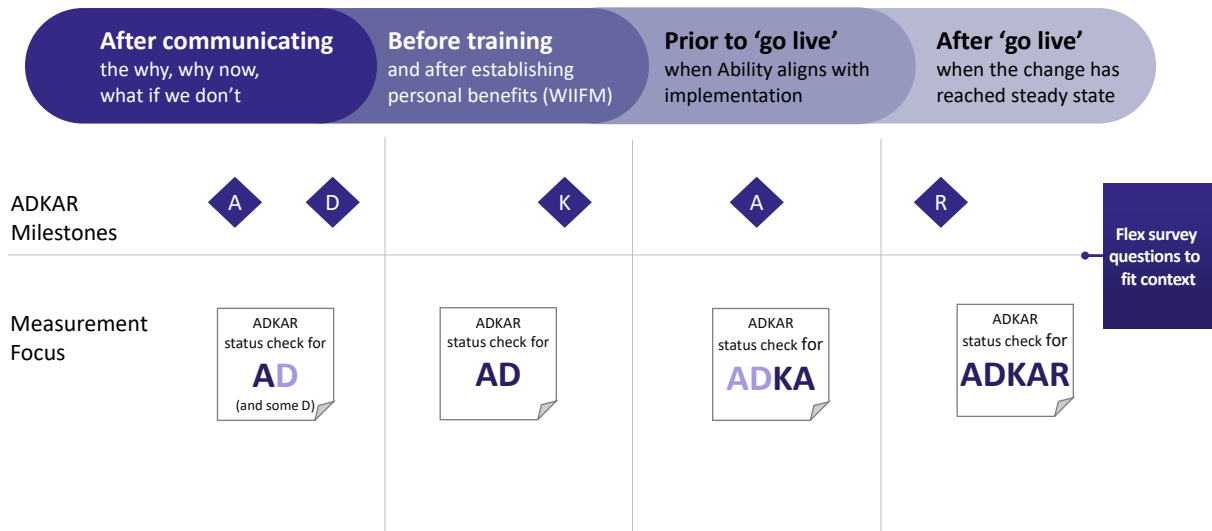 After communicating
the why, why now,
what if we don't
Before training
and after establishing
personal benefits (WIIFM)
Prior to 'go live'
when Ability aligns with
implementation
After 'go live'
when the change has
reached steady state
ADKAR
Milestones
A
D
K
A
R
Flex survey
questions to
fit context
Measurement
Focus
ADKAR
status check for
AD
(and some D)
ADKAR
status check for
AD
ADKAR
status check for
ADKA
ADKAR
status check for
ADKAR